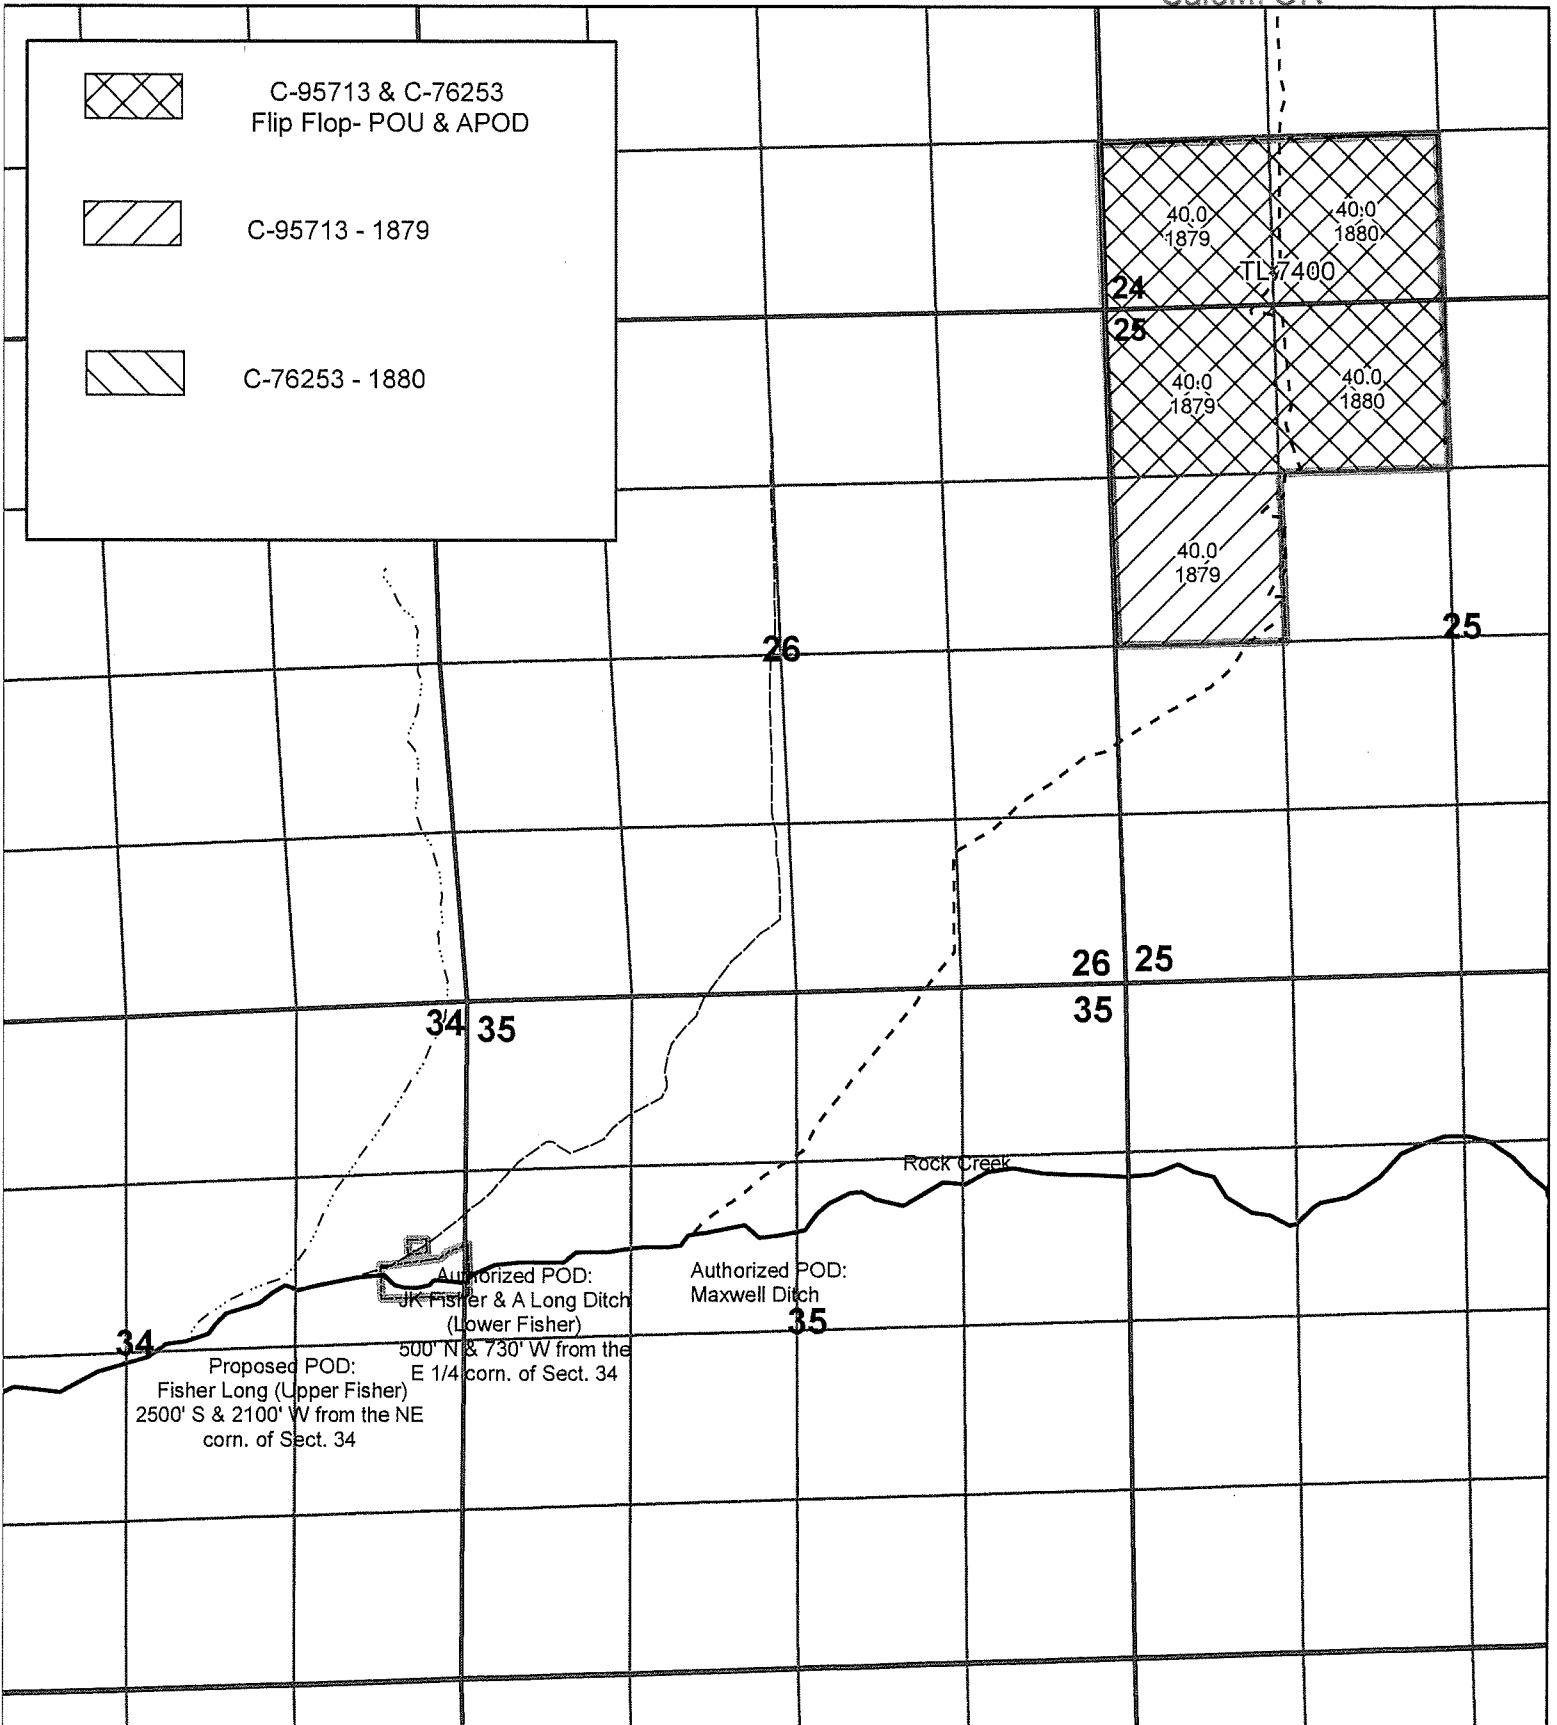 C-95713 & C-76253
Flip Flop- POU & APOD
C-95713 - 1879
C-76253 - 1880
40.0
1879
40.0
1880
TL 7400
24
25
40.0
1879
40.0
1880
40.0
1879
25
26
26 25
35
34 35
Rock Creek
Authorized POD:
JK Fisher & A Long Ditch
(Lower Fisher)
500' N & 730' W from the
E 1/4 corn. of Sect. 34
Authorized POD:
Maxwell Ditch
35
34
Proposed POD:
Fisher Long (Upper Fisher)
2500' S & 2100' W from the NE
corn. of Sect. 34